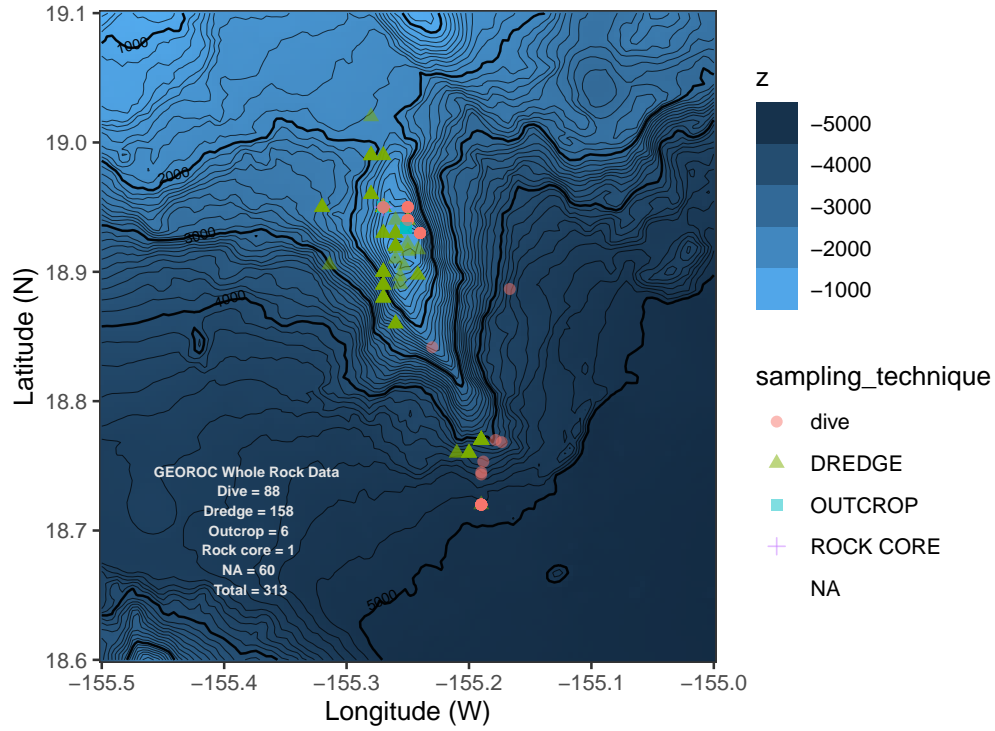 19.1
19.0
18.9
18.8
18.7
18.6
Latitude (N)
1000
2000
3000
4000
5000
GEOROC Whole Rock Data
Dive = 88
Dredge = 158
Outcrop = 6
Rock core = 1
NA = 60
Total = 313
−155.5
−155.4
−155.3
−155.2
−155.1
−155.0
Longitude (W)
z
−5000
−4000
−3000
−2000
−1000
sampling_technique
dive
DREDGE
OUTCROP
ROCK CORE
NA